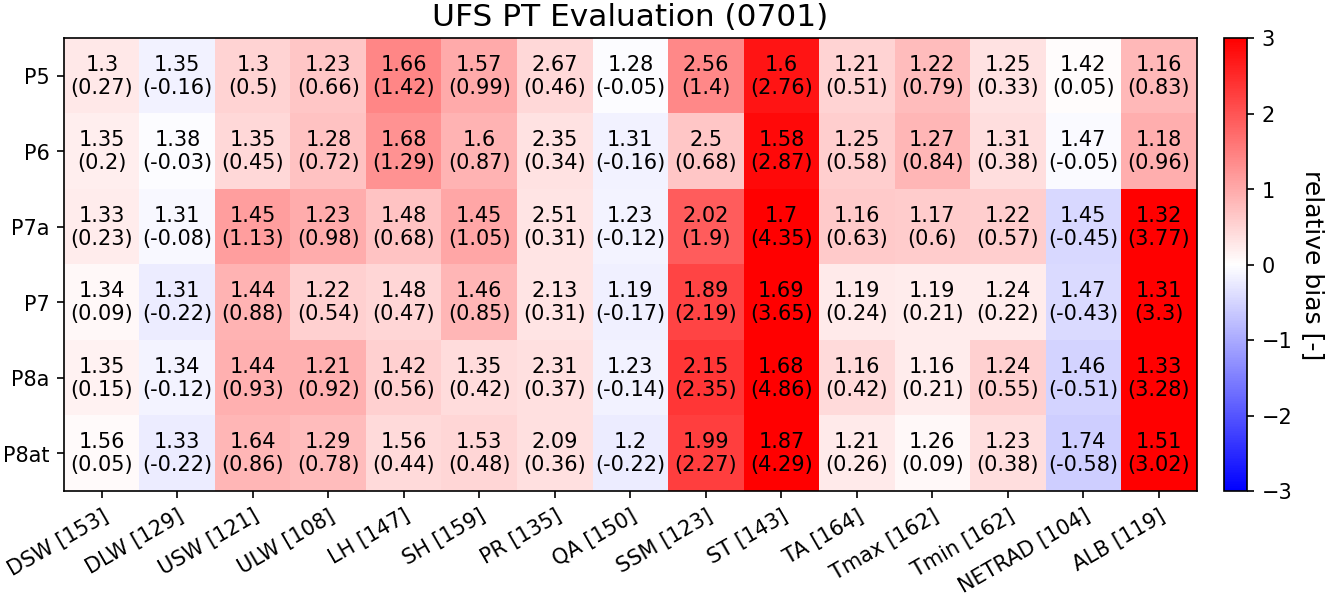 UFS PT Evaluation (0701)
P5
1.3 1.35 1.3 1.23 1.66 1.57 2.67 1.28 2.56 1.6 1.21 1.22 1.25 1.42 1.16
(0.27) (-0.16) (0.5) (0.66) (1.42) (0.99) (0.46) (-0.05) (1.4) (2.76) (0.51) (0.79) (0.33) (0.05) (0.83)
P6
1.35 1.38 1.35 1.28 1.68 1.6 2.35 1.31 2.5 1.58 1.25 1.27 1.31 1.47 1.18
(0.2) (-0.03) (0.45) (0.72) (1.29) (0.87) (0.34) (-0.16) (0.68) (2.87) (0.58) (0.84) (0.38) (-0.05) (0.96)
P7a
1.33 1.31 1.45 1.23 1.48 1.45 2.51 1.23 2.02 1.7 1.16 1.17 1.22 1.45 1.32
(0.23) (-0.08) (1.13) (0.98) (0.68) (1.05) (0.31) (-0.12) (1.9) (4.35) (0.63) (0.6) (0.57) (-0.45) (3.77)
P7
1.34 1.31 1.44 1.22 1.48 1.46 2.13 1.19 1.89 1.69 1.19 1.19 1.24 1.47 1.31
(0.09) (-0.22) (0.88) (0.54) (0.47) (0.85) (0.31) (-0.17) (2.19) (3.65) (0.24) (0.21) (0.22) (-0.43) (3.3)
P8a
1.35 1.34 1.44 1.21 1.42 1.35 2.31 1.23 2.15 1.68 1.16 1.16 1.24 1.46 1.33
(0.15) (-0.12) (0.93) (0.92) (0.56) (0.42) (0.37) (-0.14) (2.35) (4.86) (0.42) (0.21) (0.55) (-0.51) (3.28)
P8at
1.56 1.33 1.64 1.29 1.56 1.53 2.09 1.2 1.99 1.87 1.21 1.26 1.23 1.74 1.51
(0.05) (-0.22) (0.86) (0.78) (0.44) (0.48) (0.36) (-0.22) (2.27) (4.29) (0.26) (0.09) (0.38) (-0.58) (3.02)
DSW [153]
DLW [129]
USW [121]
ULW [108]
LH [147]
SH [159]
PR [135]
QA [150]
SSM [123]
ST [143]
TA [164]
Tmax [162]
Tmin [162]
NETRAD [104]
ALB [119]
3
2
1
0
−1
−2
−3
relative bias [-]